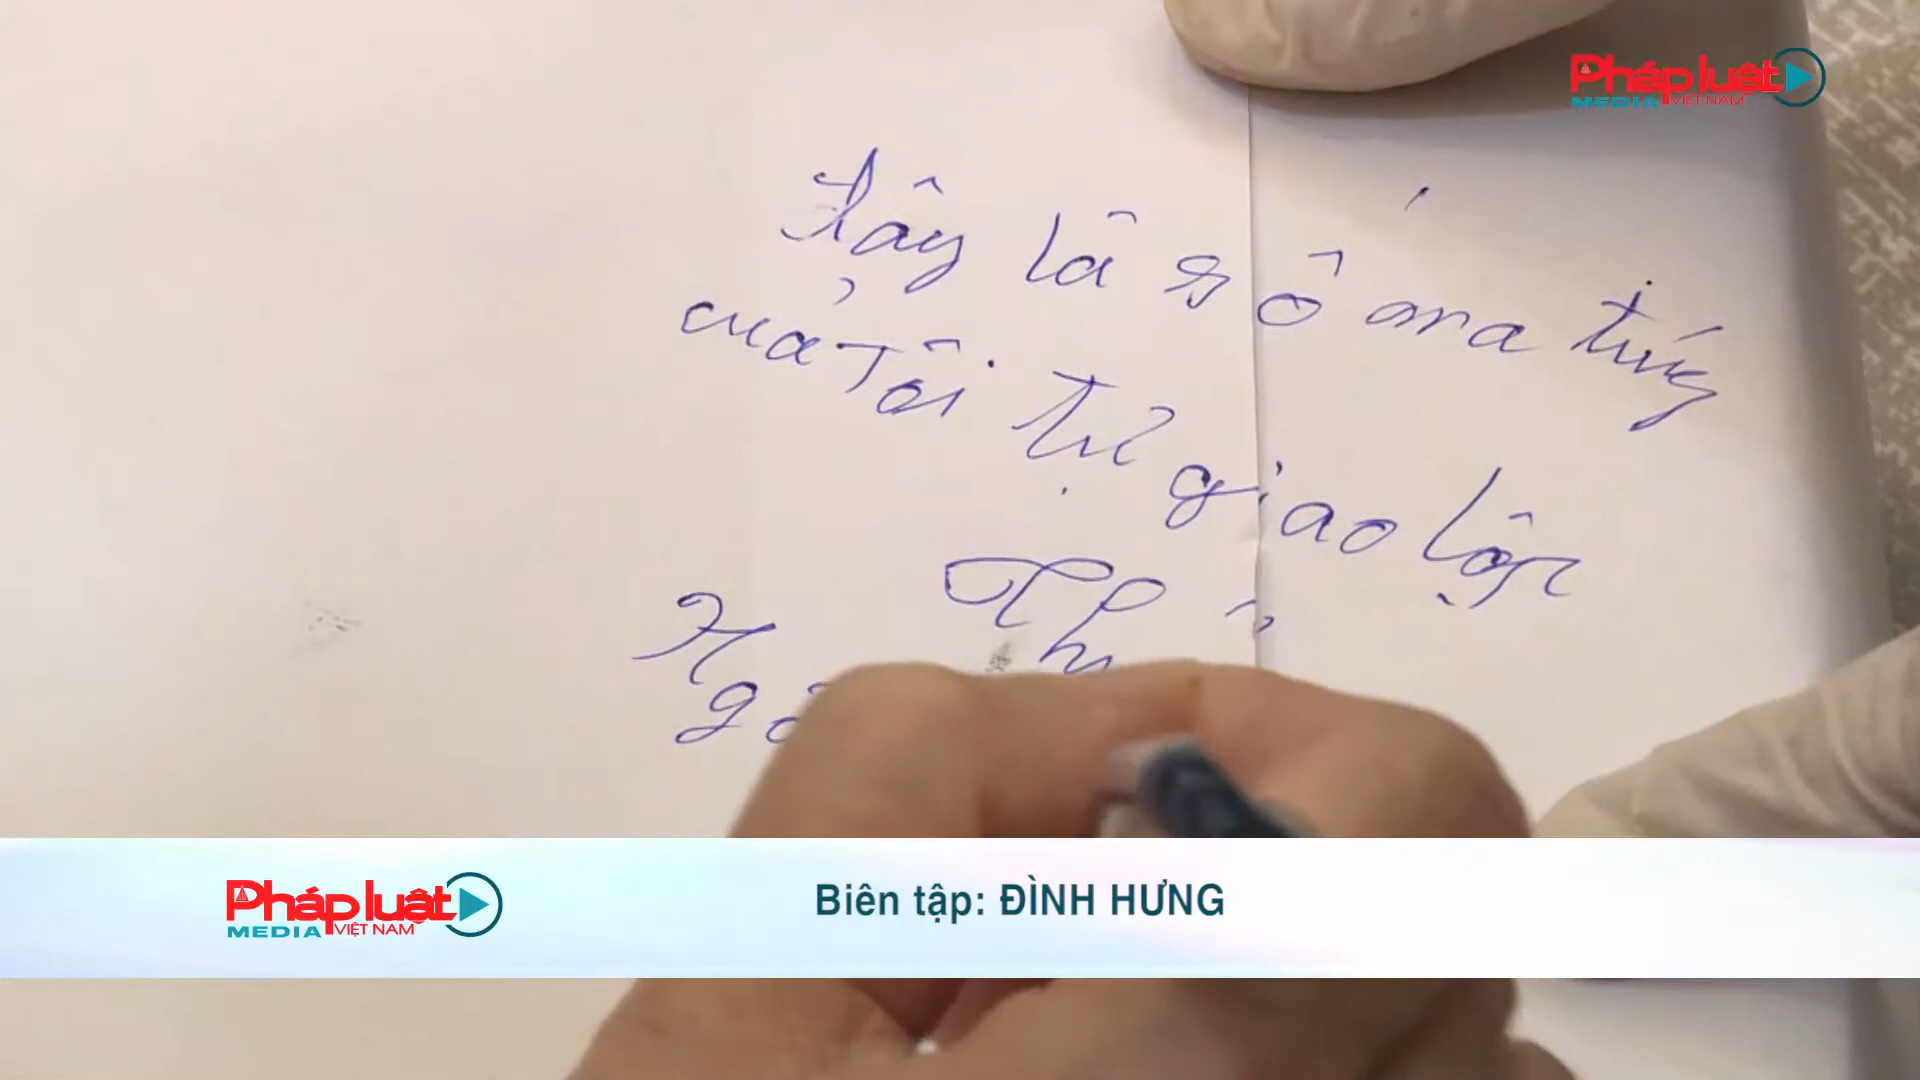 Pháp luật
MEDIA VIỆT NAM
Đây là số ma túy
của Tôi tự giao lộp
Pháp luật
MEDIA VIỆT NAM
Biên tập: ĐÌNH HƯNG